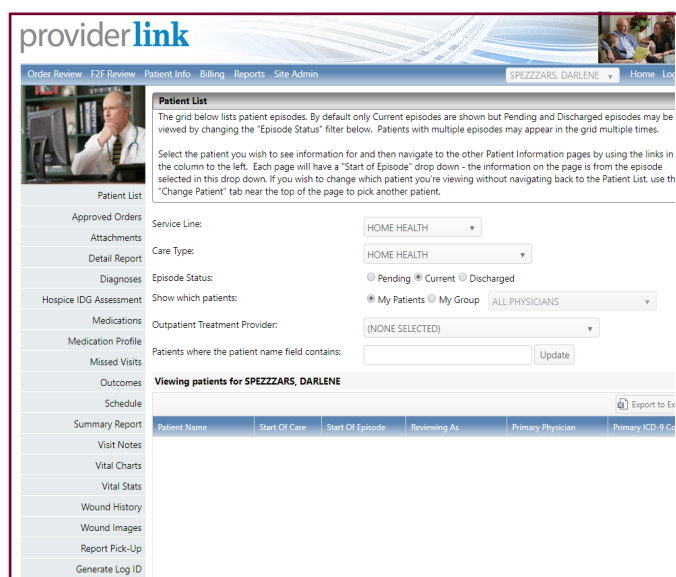 providerlink
Order Review F2F Review Patient Info Billing Reports Site Admin SPEZZZARS, DARLENE Home Log
Patient List
The grid below lists patient episodes. By default only Current episodes are shown but Pending and Discharged episodes may be
viewed by changing the "Episode Status" filter below. Patients with multiple episodes may appear in the grid multiple times.
Select the patient you wish to see information for and then navigate to the other Patient Information pages by using the links in
the column to the left. Each page will have a "Start of Episode" drop down - the information on the page is from the episode
selected in this drop down. If you wish to change which patient you're viewing without navigating back to the Patient List, use th
"Change Patient" tab near the top of the page to pick another patient.
Patient List
Approved Orders
Attachments
Detail Report
Diagnoses
Hospice IDG Assessment
Medications
Medication Profile
Missed Visits
Outcomes
Schedule
Summary Report
Visit Notes
Vital Charts
Vital Stats
Wound History
Wound Images
Report Pick-Up
Generate Log ID
Service Line: HOME HEALTH
Care Type: HOME HEALTH
Episode Status: Pending Current Discharged
Show which patients: My Patients My Group ALL PHYSICIANS
Outpatient Treatment Provider: (NONE SELECTED)
Patients where the patient name field contains: Update
Viewing patients for SPEZZZARS, DARLENE
Export to Ex
Patient Name Start Of Care Start Of Episode Reviewing As Primary Physician Primary ICD-9 Co